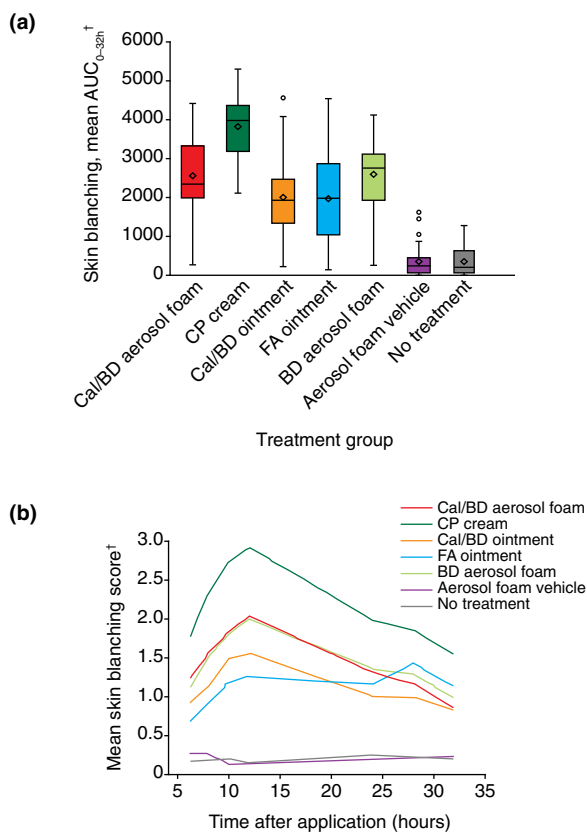 (a)
Skin blanching, mean AUC0–32h†
6000
5000
4000
3000
2000
1000
0
Cal/BD aerosol foam
CP cream
Cal/BD ointment
FA ointment
BD aerosol foam
Aerosol foam vehicle
No treatment
Treatment group
(b)
Cal/BD aerosol foam
CP cream
Cal/BD ointment
FA ointment
BD aerosol foam
Aerosol foam vehicle
No treatment
Mean skin blanching score†
3.0
2.5
2.0
1.5
1.0
0.5
0
5 10 15 20 25 30 35
Time after application (hours)